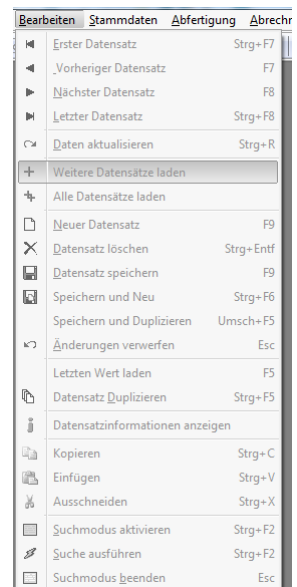 Bearbeiten Stammdaten Abfertigung Abrechn
Erster Datensatz Strg+F7
Vorheriger Datensatz F7
Nächster Datensatz F8
Letzter Datensatz Strg+F8
Daten aktualisieren Strg+R
Weitere Datensätze laden
Alle Datensätze laden
Neuer Datensatz F9
Datensatz löschen Strg+Entf
Datensatz speichern F9
Speichern und Neu Strg+F6
Speichern und Duplizieren Umsch+F5
Änderungen verwerfen Esc
Letzten Wert laden F5
Datensatz Duplizieren Strg+F5
Datensatzinformationen anzeigen
Kopieren Strg+C
Einfügen Strg+V
Ausschneiden Strg+X
Suchmodus aktivieren Strg+F2
Suche ausführen Strg+F2
Suchmodus beenden Esc